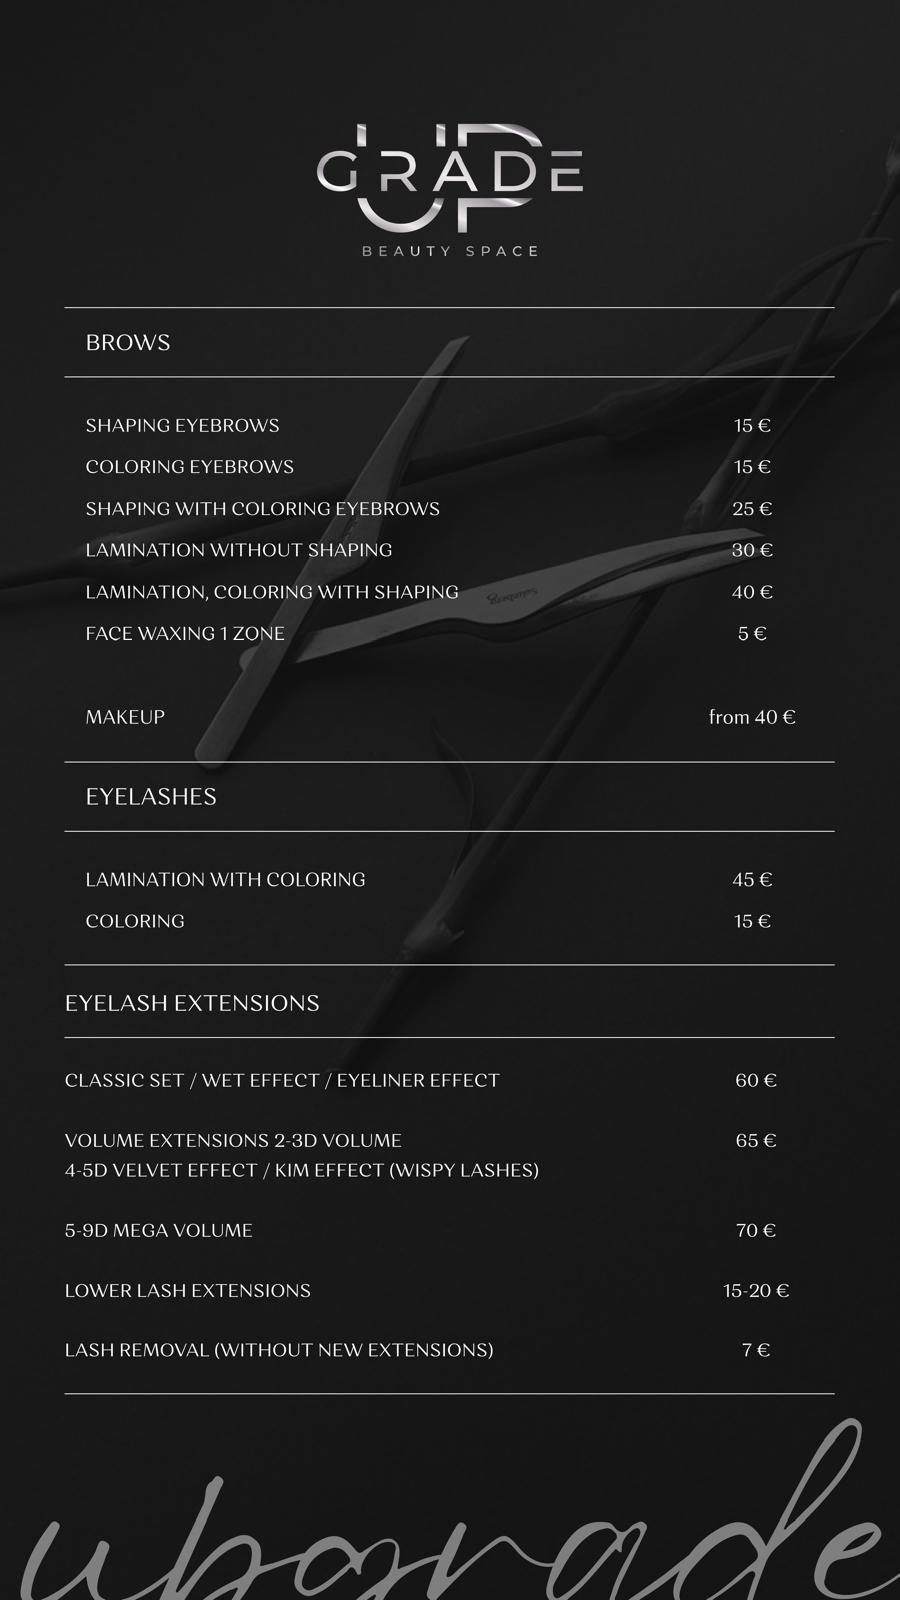 UP
GRADE
BEAUTY SPACE
BROWS
SHAPING EYEBROWS 15 €
COLORING EYEBROWS 15 €
SHAPING WITH COLORING EYEBROWS 25 €
LAMINATION WITHOUT SHAPING 30 €
LAMINATION, COLORING WITH SHAPING 40 €
FACE WAXING 1 ZONE 5 €
MAKEUP from 40 €
EYELASHES
LAMINATION WITH COLORING 45 €
COLORING 15 €
EYELASH EXTENSIONS
CLASSIC SET / WET EFFECT / EYELINER EFFECT 60 €
VOLUME EXTENSIONS 2-3D VOLUME 65 €
4-5D VELVET EFFECT / KIM EFFECT (WISPY LASHES)
5-9D MEGA VOLUME 70 €
LOWER LASH EXTENSIONS 15-20 €
LASH REMOVAL (WITHOUT NEW EXTENSIONS) 7 €
upgrade